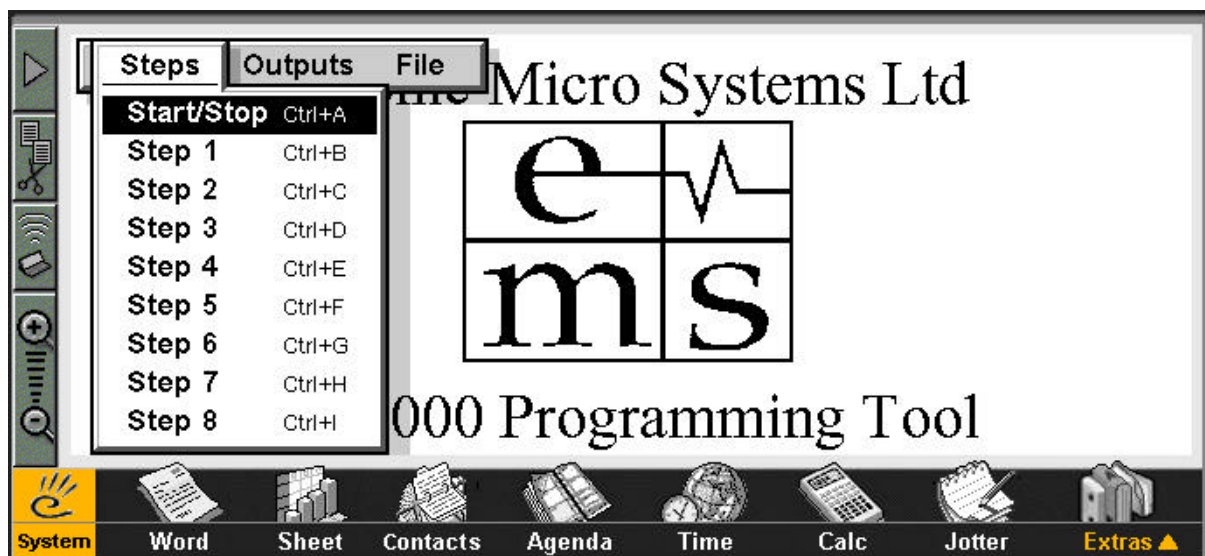 Steps Outputs File
Micro Systems Ltd
Start/Stop Ctrl+A
Step 1 Ctrl+B
Step 2 Ctrl+C
Step 3 Ctrl+D
Step 4 Ctrl+E
Step 5 Ctrl+F
Step 6 Ctrl+G
Step 7 Ctrl+H
Step 8 Ctrl+I
e
m s
000 Programming Tool
System Word Sheet Contacts Agenda Time Calc Jotter Extras